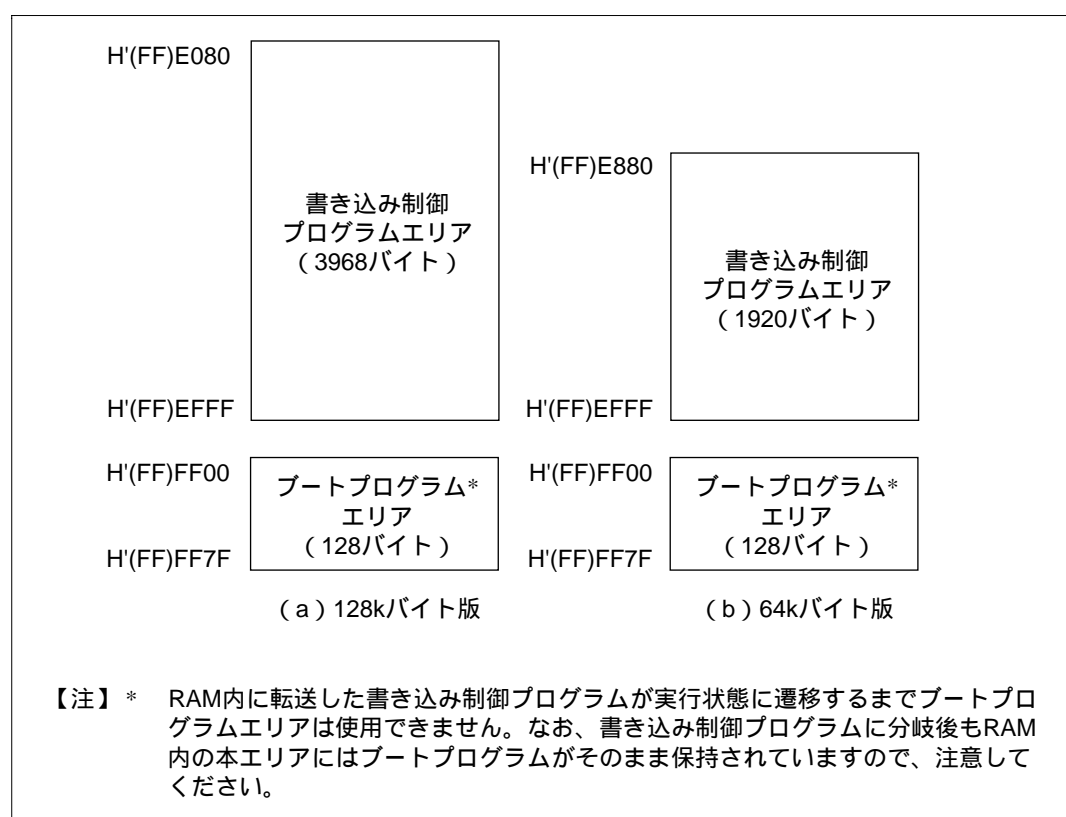 H'(FF)E080
書き込み制御
プログラムエリア
（3968バイト）
H'(FF)EFFF
H'(FF)FF00
ブートプログラム*
エリア
（128バイト）
H'(FF)FF7F
（a）128kバイト版
H'(FF)E880
書き込み制御
プログラムエリア
（1920バイト）
H'(FF)EFFF
H'(FF)FF00
ブートプログラム*
エリア
（128バイト）
H'(FF)FF7F
（b）64kバイト版
【注】* RAM内に転送した書き込み制御プログラムが実行状態に遷移するまでブートプロ
グラムエリアは使用できません。なお、書き込み制御プログラムに分岐後もRAM
内の本エリアにはブートプログラムがそのまま保持されていますので、注意して
ください。